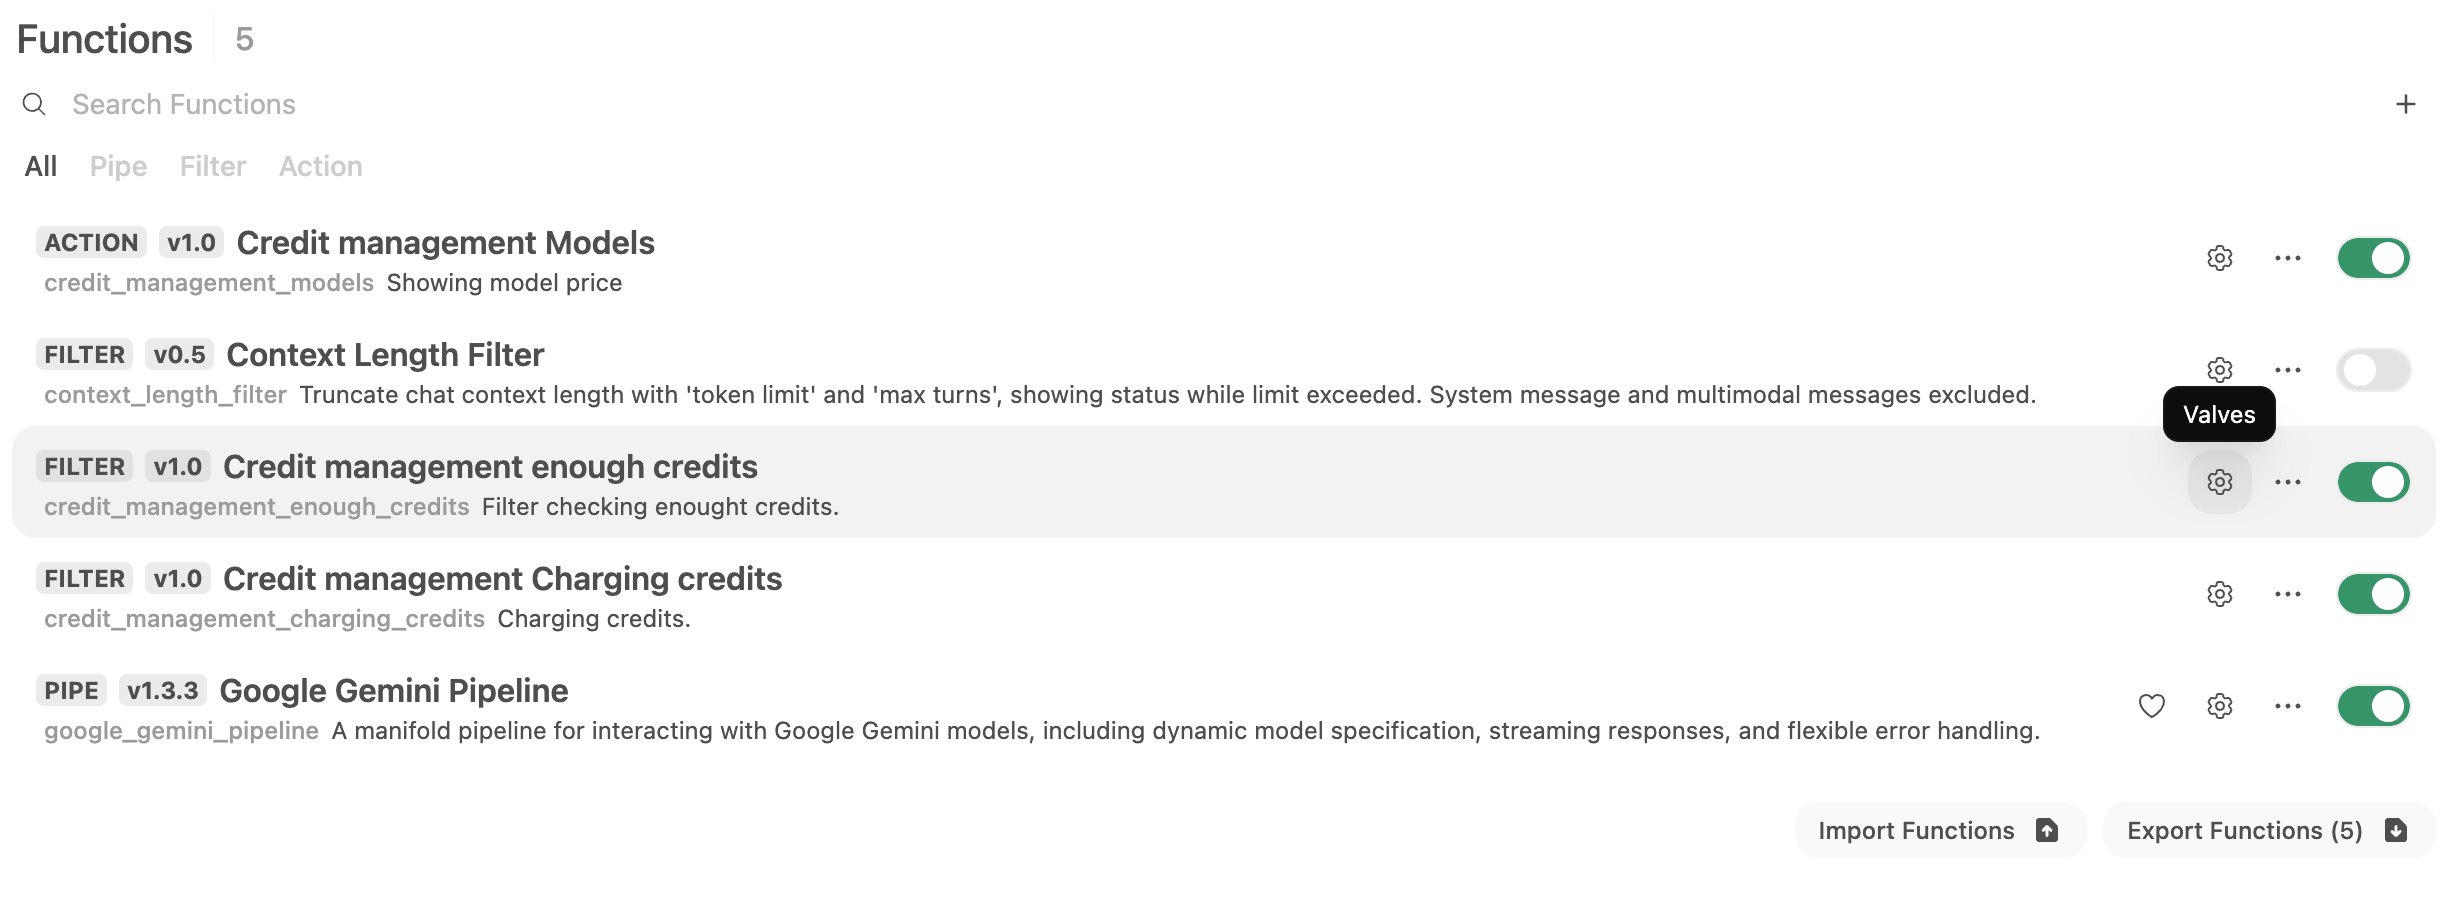 Functions 5
Search Functions
All Pipe Filter Action
ACTION v1.0 Credit management Models
credit_management_models Showing model price
FILTER v0.5 Context Length Filter
context_length_filter Truncate chat context length with 'token limit' and 'max turns', showing status while limit exceeded. System message and multimodal messages excluded.
Valves
FILTER v1.0 Credit management enough credits
credit_management_enough_credits Filter checking enought credits.
FILTER v1.0 Credit management Charging credits
credit_management_charging_credits Charging credits.
PIPE v1.3.3 Google Gemini Pipeline
google_gemini_pipeline A manifold pipeline for interacting with Google Gemini models, including dynamic model specification, streaming responses, and flexible error handling.
Import Functions Export Functions (5)